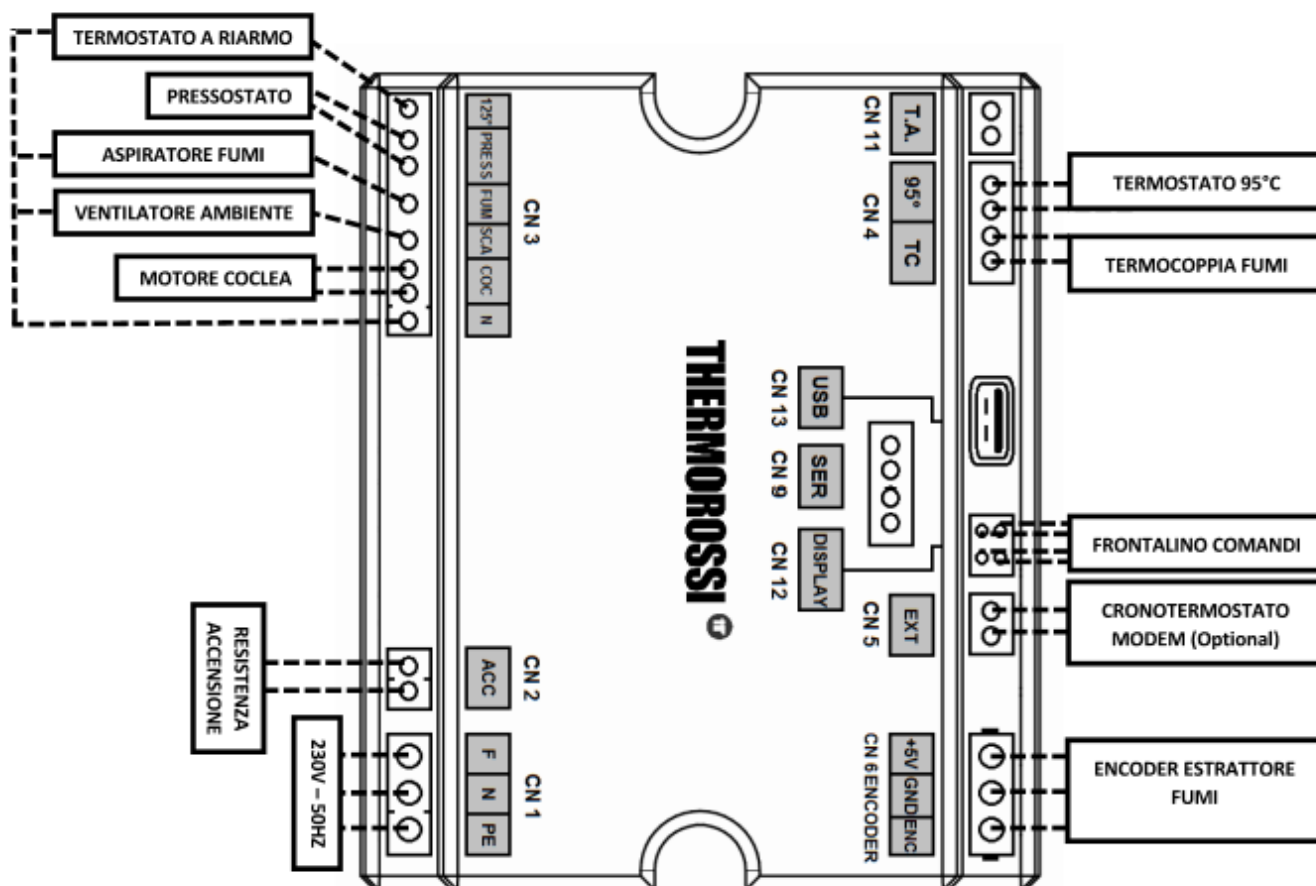 TERMOSTATO A RIARMO
PRESSOSTATO
ASPIRATORE FUMI
VENTILATORE AMBIENTE
MOTORE COCLEA
RESISTENZA
ACCENSIONE
230V – 50HZ
125°
PRESS
FUM
SCA
COC
N
CN 3
ACC
CN 2
F
N
PE
CN 1
THERMOROSSI
CN 11
T.A.
CN 4
95°
TC
CN 13
USB
CN 9
SER
CN 12
DISPLAY
CN 5
EXT
CN 6 ENCODER
+5V
GND
ENC
TERMOSTATO 95°C
TERMOCOPPIA FUMI
FRONTALINO COMANDI
CRONOTERMOSTATO
MODEM (Optional)
ENCODER ESTRATTORE
FUMI